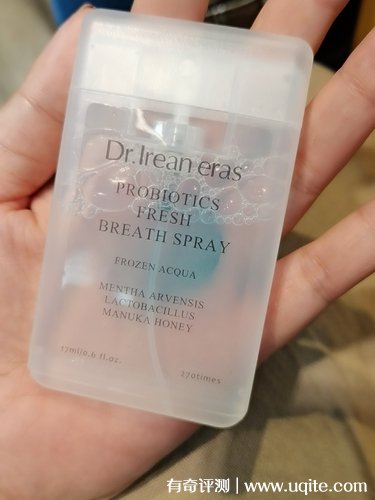 Dr.Irean eras
PROBIOTICS
FRESH
BREATH SPRAY
FROZEN ACQUA
MENTHA ARVENSIS
LACTOBACILLUS
MANUKA HONEY
17ml/0.6 fl.oz. 270times
有奇评测 | www.uqite.com